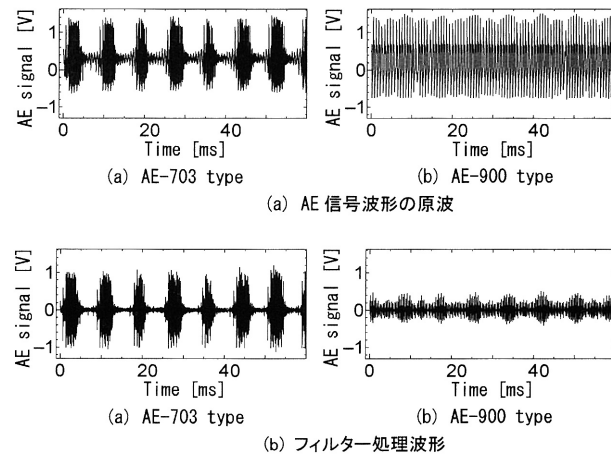 AE signal [V]
1
0
−1
0 20 40
Time [ms]
(a) AE-703 type
AE signal [V]
1
0
−1
0 20 40
Time [ms]
(b) AE-900 type
(a) AE 信号波形の原波
AE signal [V]
1
0
−1
0 20 40
Time [ms]
(a) AE-703 type
AE signal [V]
1
0
−1
0 20 40
Time [ms]
(b) AE-900 type
(b) フィルター処理波形